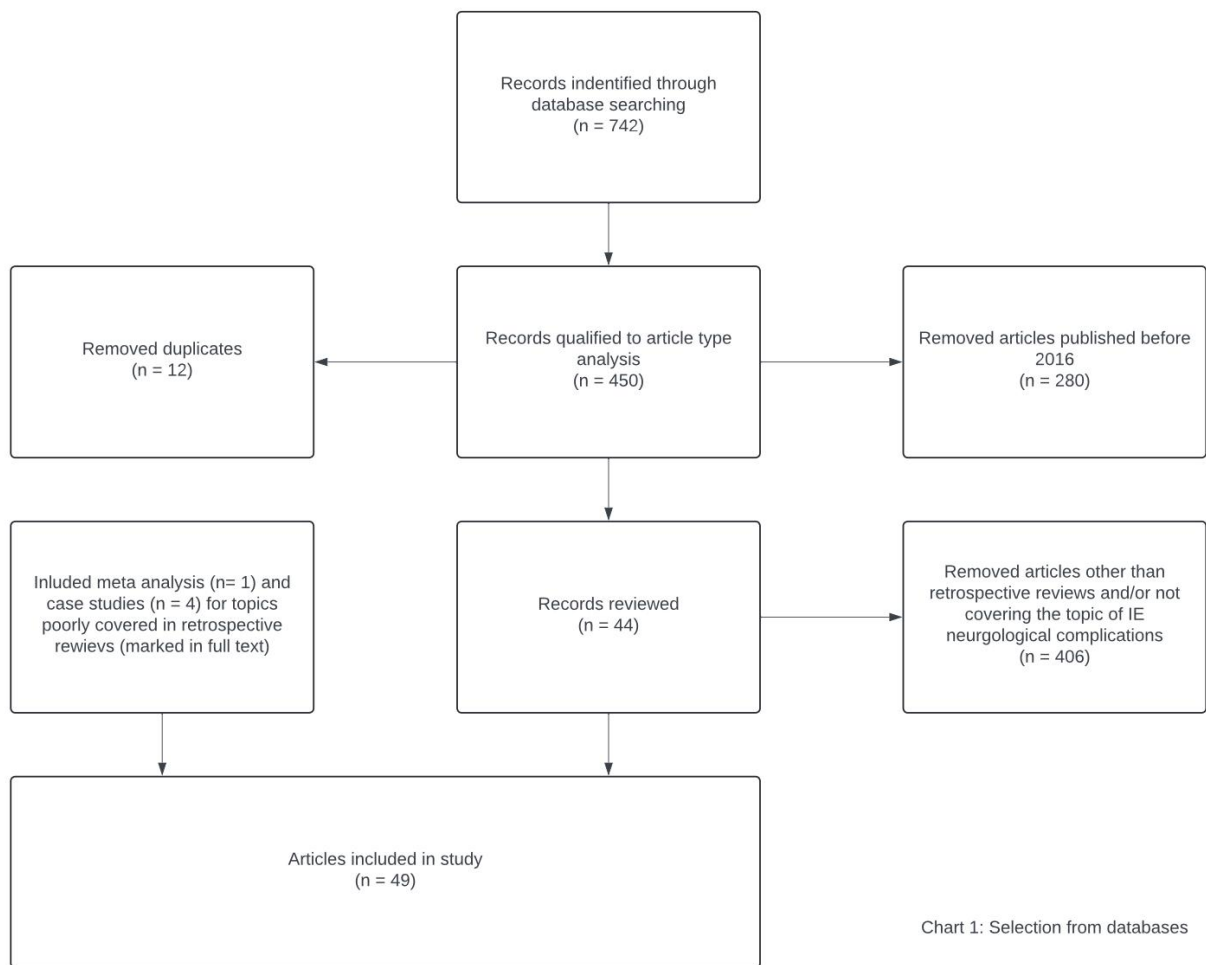 Records indentified through
database searching
(n = 742)
Removed duplicates
(n = 12)
Records qualified to article type
analysis
(n = 450)
Removed articles published before
2016
(n = 280)
Inluded meta analysis (n= 1) and
case studies (n = 4) for topics
poorly covered in retrospective
rewievs (marked in full text)
Records reviewed
(n = 44)
Removed articles other than
retrospective reviews and/or not
covering the topic of IE
neurgological complications
(n = 406)
Articles included in study
(n = 49)
Chart 1: Selection from databases